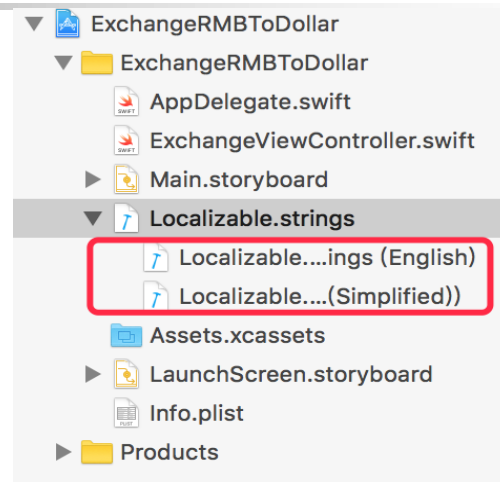 ExchangeRMBToDollar
ExchangeRMBToDollar
AppDelegate.swift
ExchangeViewController.swift
Main.storyboard
Localizable.strings
Localizable....ings (English)
Localizable....(Simplified))
Assets.xcassets
LaunchScreen.storyboard
Info.plist
Products